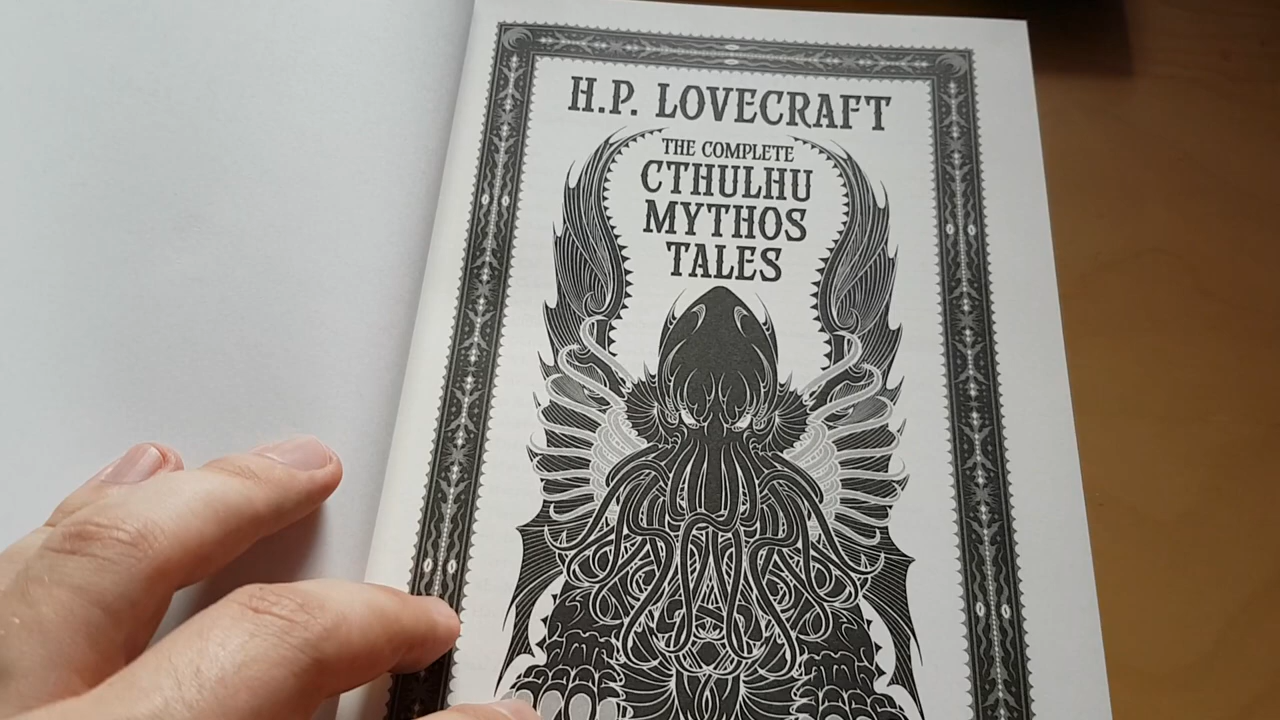 H.P. LOVECRAFT
THE COMPLETE
CTHULHU
MYTHOS
TALES